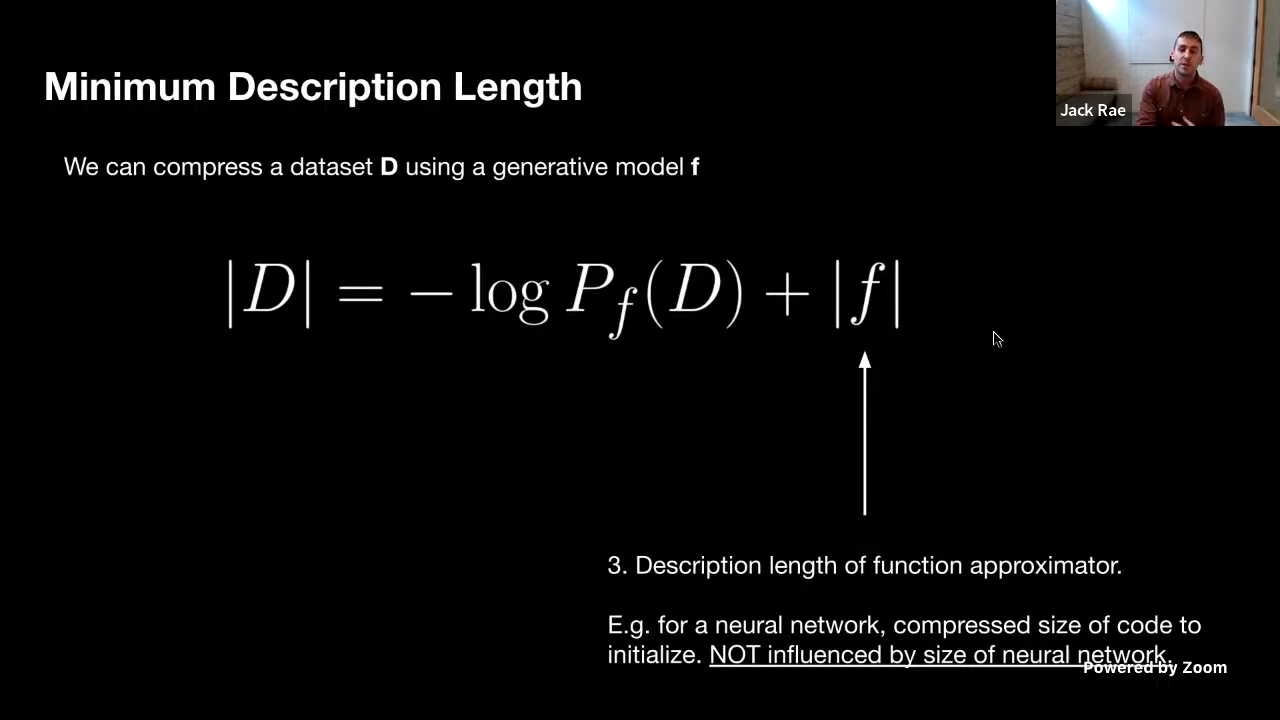 Minimum Description Length
Jack Rae
We can compress a dataset D using a generative model f
|D| = − log P_f(D) + |f|
3. Description length of function approximator.
E.g. for a neural network, compressed size of code to
initialize. NOT influenced by size of neural network.
Powered by Zoom